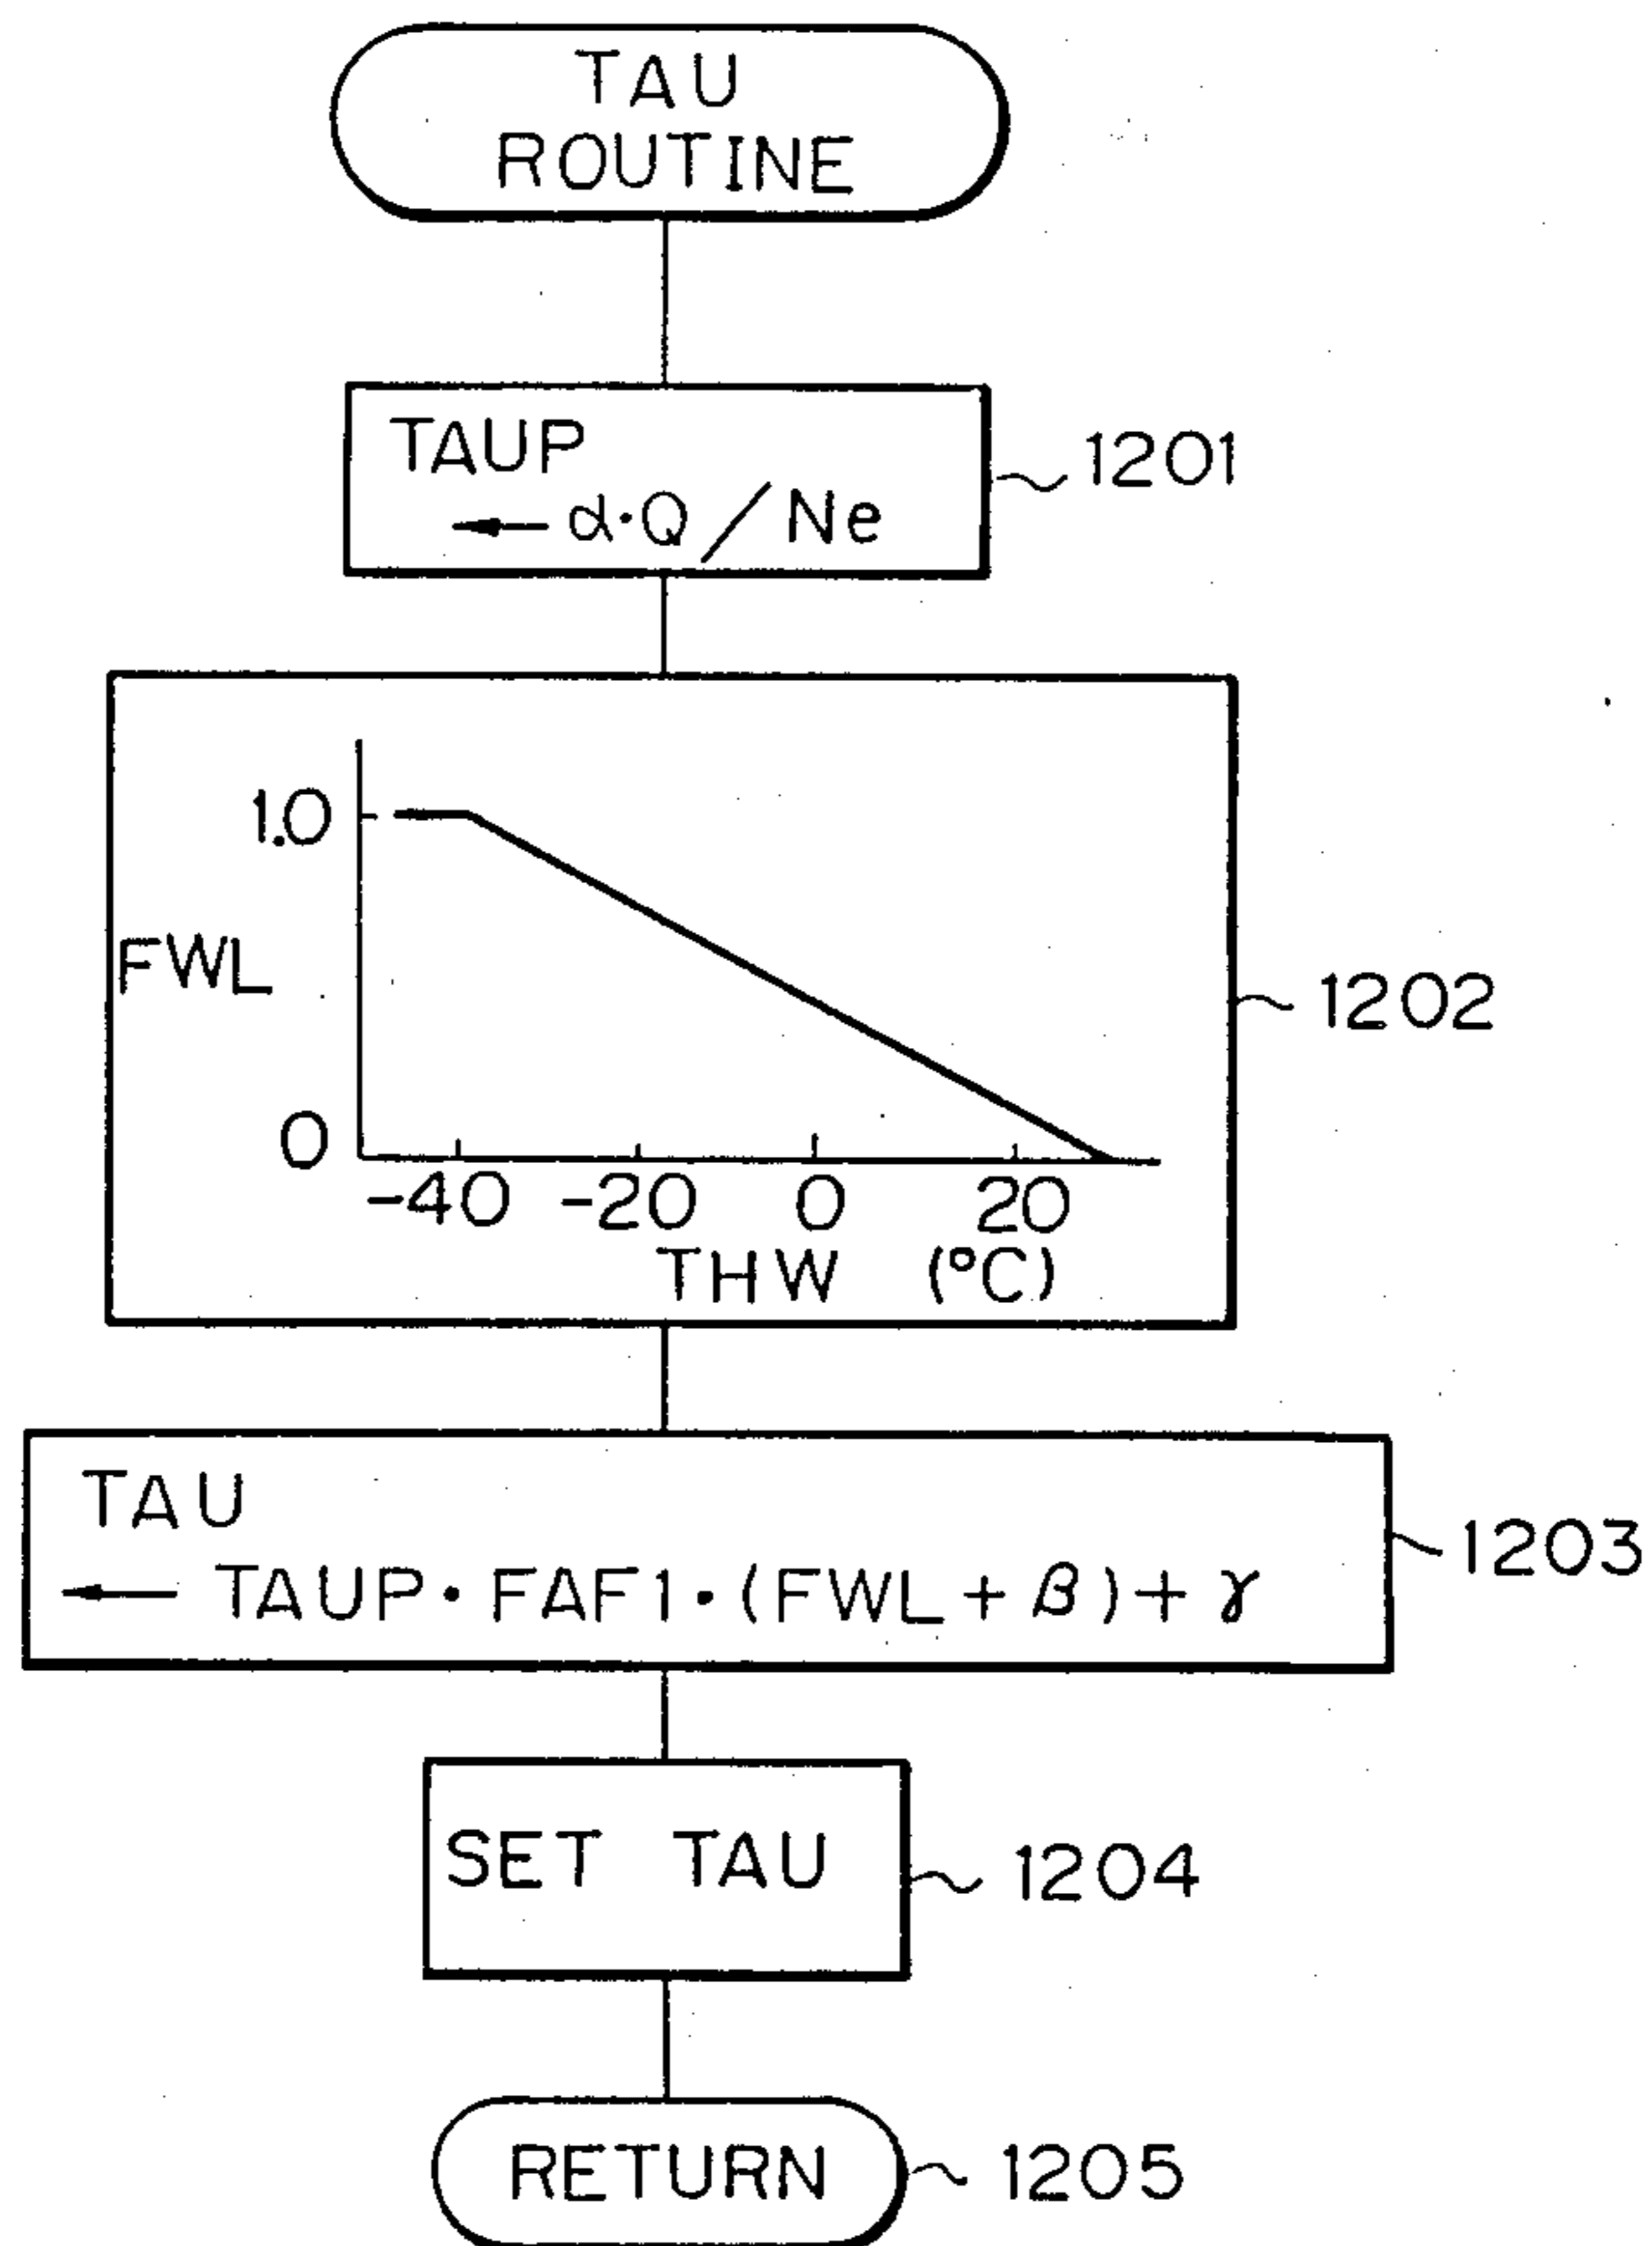 TAU
ROUTINE
TAUP
← α·Q/Ne
1201
1.0
FWL
0
-40 -20 0 20
THW (°C)
1202
TAU
← TAUP·FAF1·(FWL+β)+γ
1203
SET TAU
1204
RETURN
1205